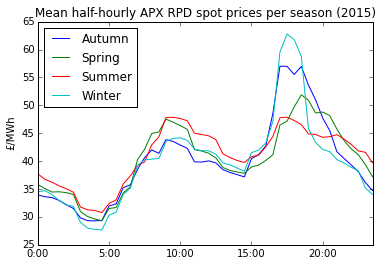 Mean half-hourly APX RPD spot prices per season (2015)
65
60
55
50
45
40
35
30
25
£/MWh
Autumn
Spring
Summer
Winter
0:00 5:00 10:00 15:00 20:00